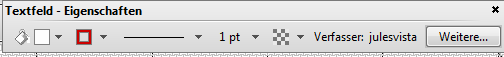 Textfeld - Eigenschaften
1 pt Verfasser: julesvista Weitere...